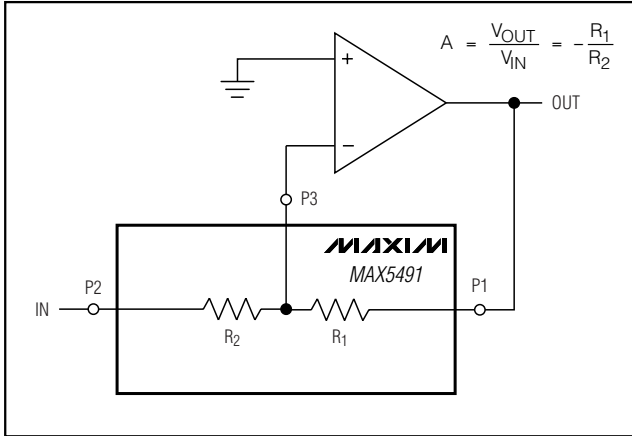 A = V_OUT / V_IN = - R_1 / R_2
+
OUT
−
P3
MAXIM
MAX5491
P2
P1
IN
R_2
R_1